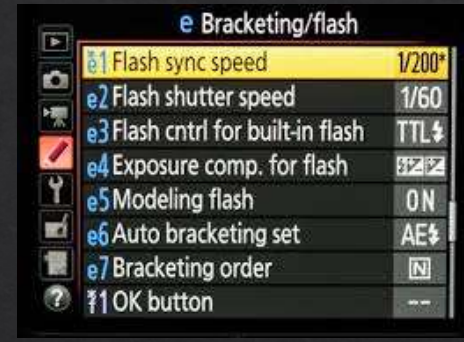 e Bracketing/flash
e1 Flash sync speed 1/200*
e2 Flash shutter speed 1/60
e3 Flash cntrl for built-in flash TTL
e4 Exposure comp. for flash
e5 Modeling flash ON
e6 Auto bracketing set AE
e7 Bracketing order N
f1 OK button --
?